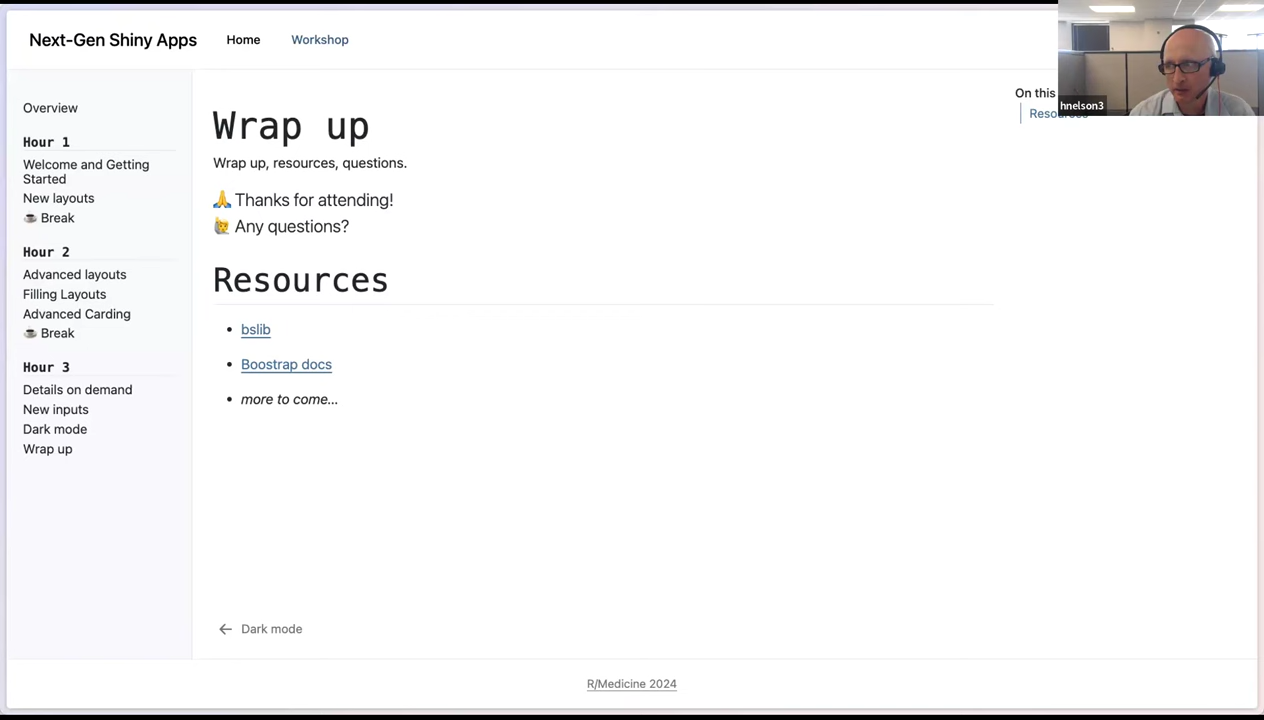 Next-Gen Shiny Apps
Home
Workshop
hnelson3
Overview
Hour 1
Welcome and Getting
Started
New layouts
Break
Hour 2
Advanced layouts
Filling Layouts
Advanced Carding
Break
Hour 3
Details on demand
New inputs
Dark mode
Wrap up
Wrap up
Wrap up, resources, questions.
Thanks for attending!
Any questions?
Resources
• bslib
• Boostrap docs
• more to come...
← Dark mode
On this
Resources
R/Medicine 2024